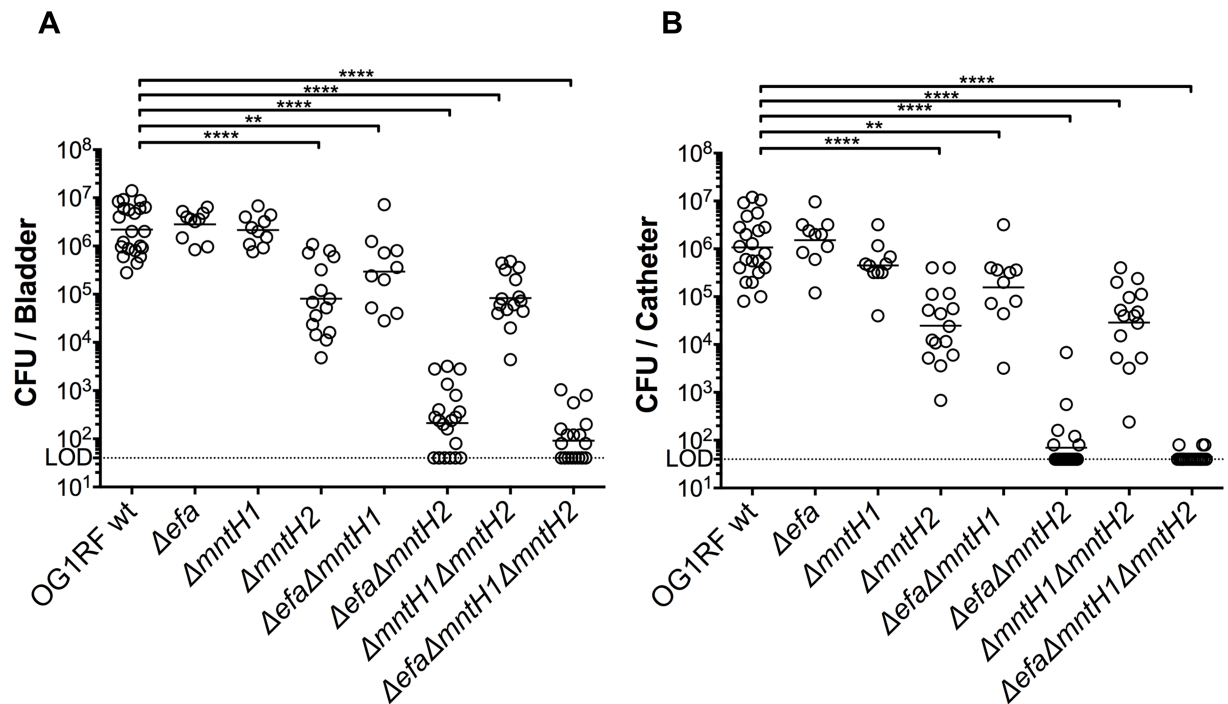 A
****
****
****
**
****
10⁸
10⁷
10⁶
10⁵
10⁴
10³
10²
LOD
10¹
CFU / Bladder
OG1RF wt
Δefa
ΔmntH1
ΔmntH2
ΔefaΔmntH1
ΔefaΔmntH2
ΔmntH1ΔmntH2
ΔefaΔmntH1ΔmntH2
B
****
****
****
**
****
10⁸
10⁷
10⁶
10⁵
10⁴
10³
10²
LOD
10¹
CFU / Catheter
OG1RF wt
Δefa
ΔmntH1
ΔmntH2
ΔefaΔmntH1
ΔefaΔmntH2
ΔmntH1ΔmntH2
ΔefaΔmntH1ΔmntH2